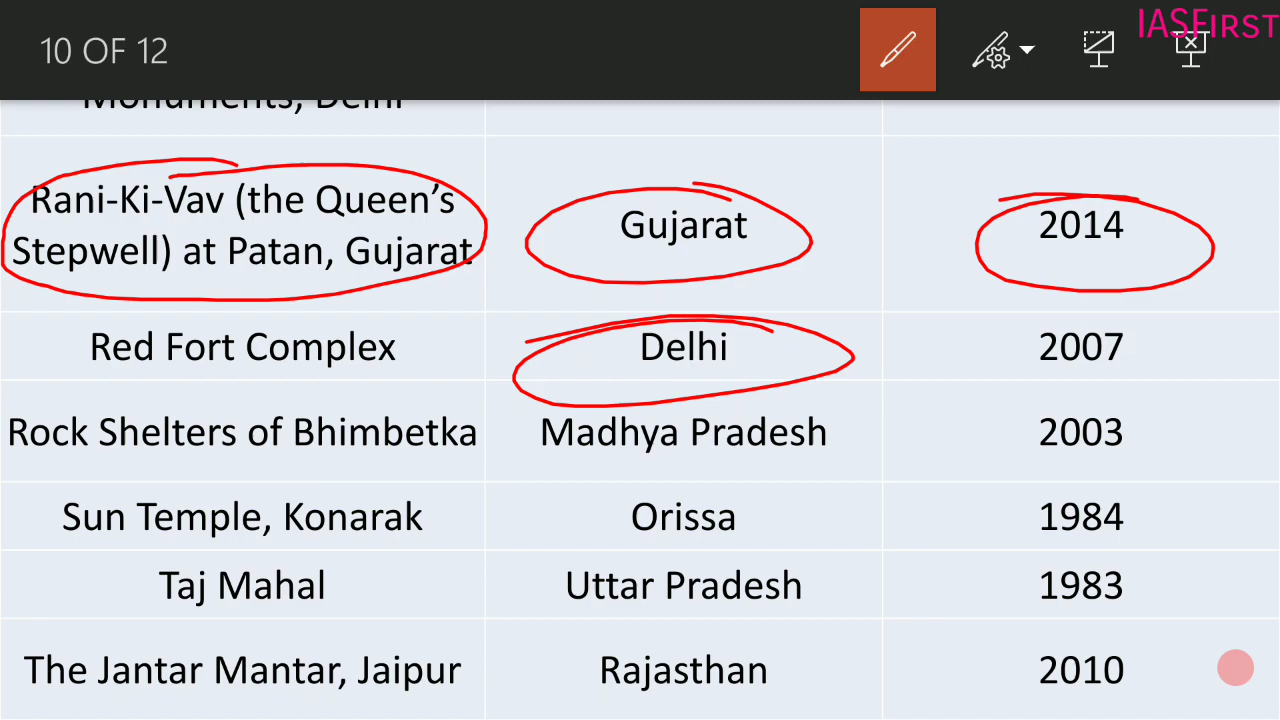 IASFIRST
10 OF 12
Monuments, Delhi
Rani-Ki-Vav (the Queen’s
Stepwell) at Patan, Gujarat
Gujarat
2014
Red Fort Complex
Delhi
2007
Rock Shelters of Bhimbetka
Madhya Pradesh
2003
Sun Temple, Konarak
Orissa
1984
Taj Mahal
Uttar Pradesh
1983
The Jantar Mantar, Jaipur
Rajasthan
2010